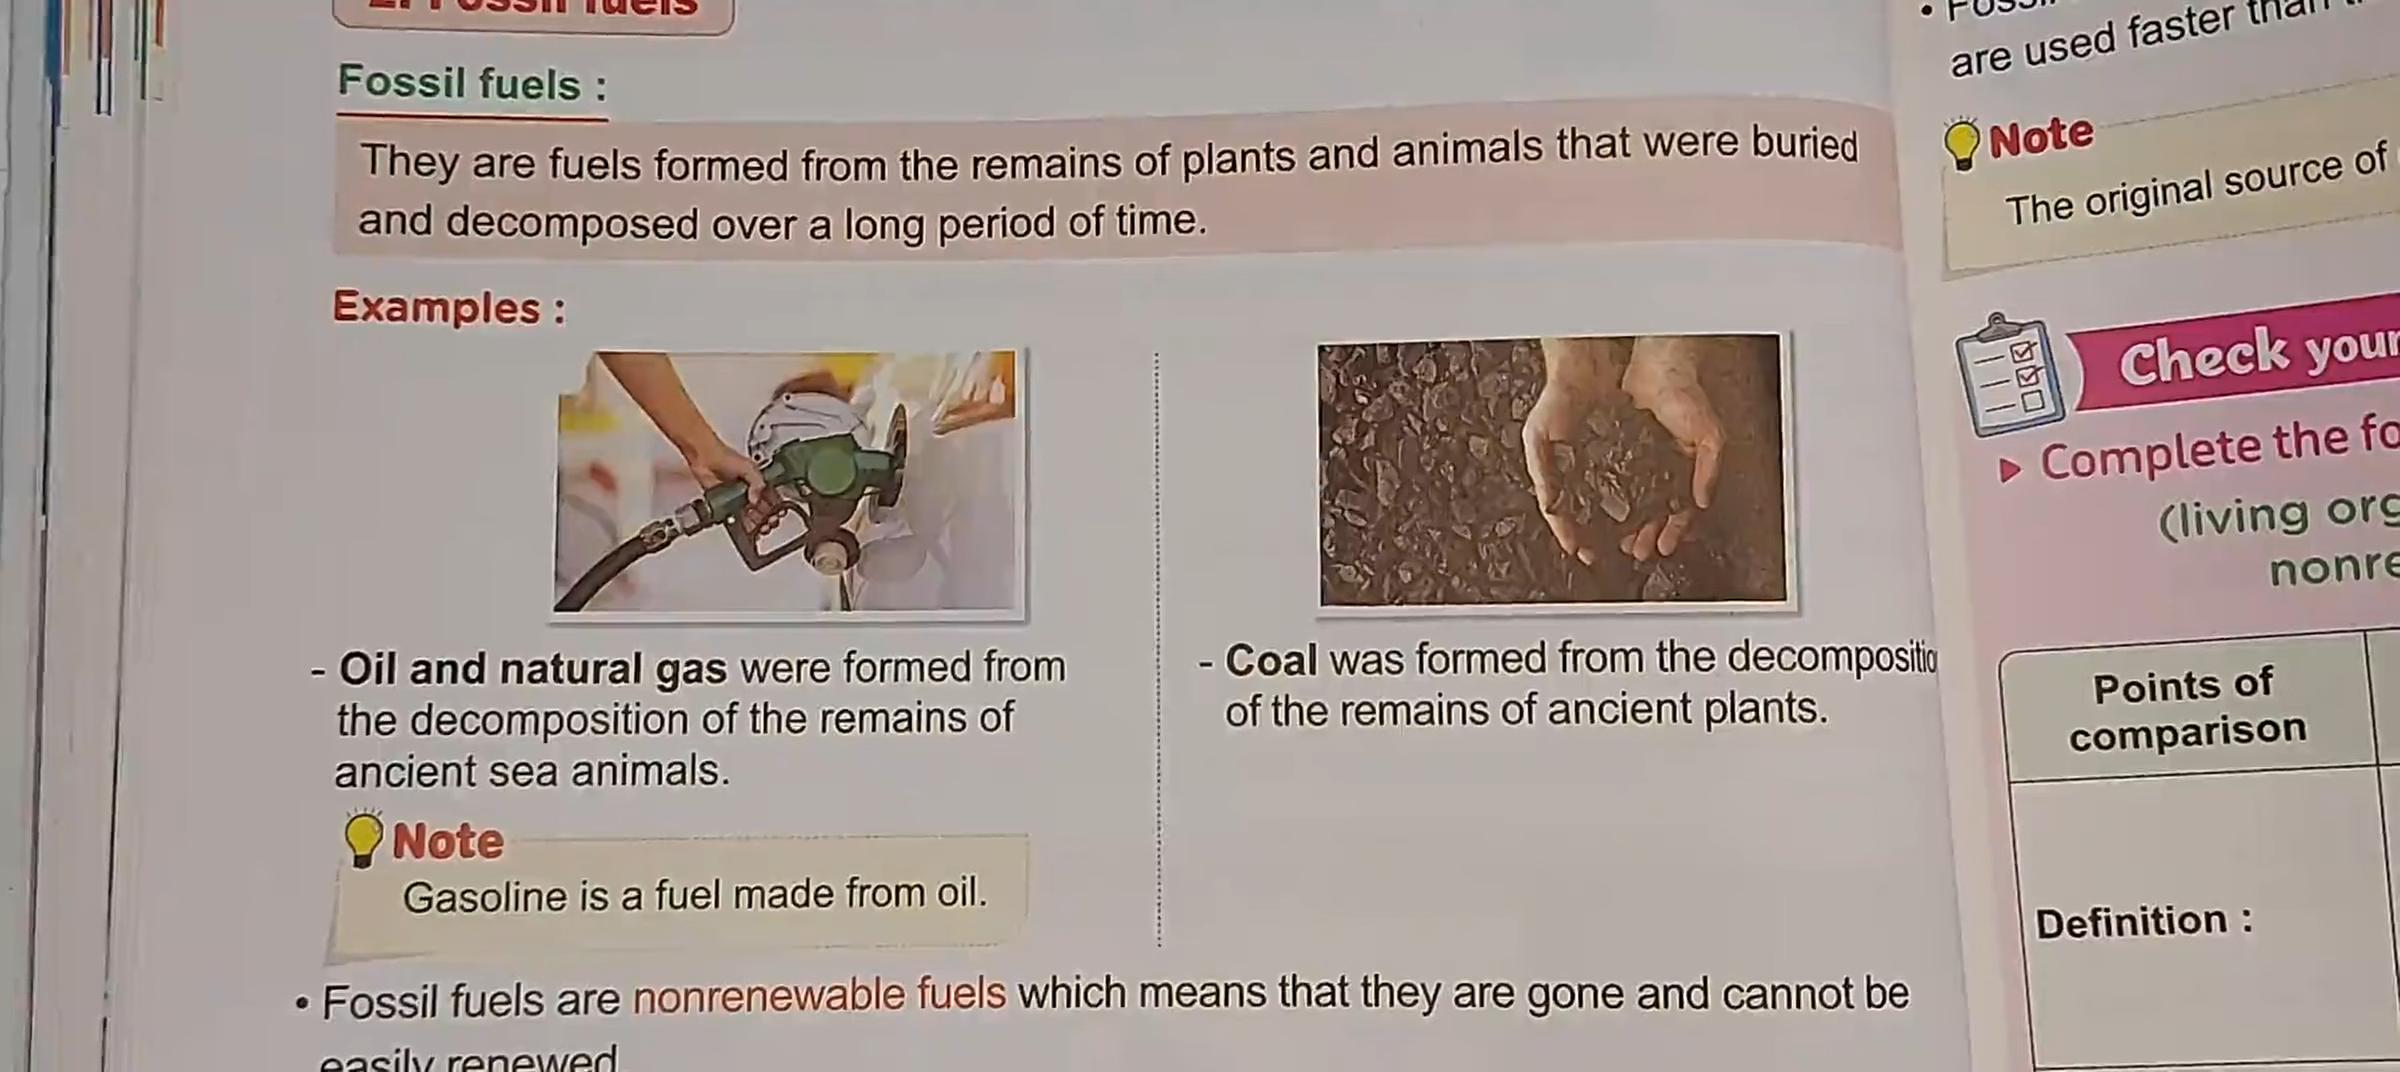 2. Fossil fuels
Fossil fuels :
They are fuels formed from the remains of plants and animals that were buried
and decomposed over a long period of time.
Examples :
- Oil and natural gas were formed from
the decomposition of the remains of
ancient sea animals.
Note
Gasoline is a fuel made from oil.
- Coal was formed from the decompositio
of the remains of ancient plants.
• Fossil fuels are nonrenewable fuels which means that they are gone and cannot be
easily renewed
are used faster than
Note
The original source of
Check your
Complete the fo
(living org
nonre
Points of
comparison
Definition :